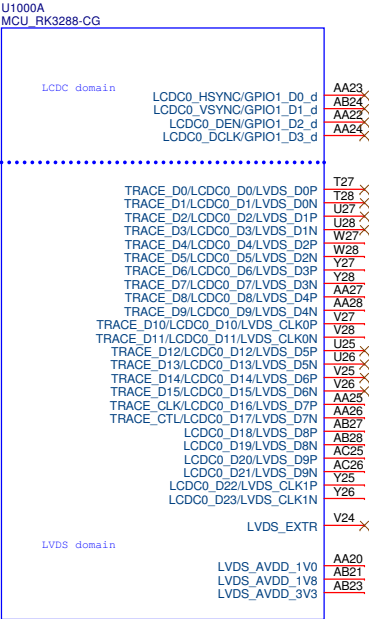 U1000A
MCU_RK3288-CG
LCDC domain
LCDC0_HSYNC/GPIO1_D0_d AA23
LCDC0_VSYNC/GPIO1_D1_d AB24
LCDC0_DEN/GPIO1_D2_d AA22
LCDC0_DCLK/GPIO1_D3_d AA24
TRACE_D0/LCDC0_D0/LVDS_D0P T27
TRACE_D1/LCDC0_D1/LVDS_D0N T28
TRACE_D2/LCDC0_D2/LVDS_D1P U27
TRACE_D3/LCDC0_D3/LVDS_D1N U28
TRACE_D4/LCDC0_D4/LVDS_D2P W27
TRACE_D5/LCDC0_D5/LVDS_D2N W28
TRACE_D6/LCDC0_D6/LVDS_D3P Y27
TRACE_D7/LCDC0_D7/LVDS_D3N Y28
TRACE_D8/LCDC0_D8/LVDS_D4P AA27
TRACE_D9/LCDC0_D9/LVDS_D4N AA28
TRACE_D10/LCDC0_D10/LVDS_CLK0P V27
TRACE_D11/LCDC0_D11/LVDS_CLK0N V28
TRACE_D12/LCDC0_D12/LVDS_D5P U25
TRACE_D13/LCDC0_D13/LVDS_D5N U26
TRACE_D14/LCDC0_D14/LVDS_D6P V25
TRACE_D15/LCDC0_D15/LVDS_D6N V26
TRACE_CLK/LCDC0_D16/LVDS_D7P AA25
TRACE_CTL/LCDC0_D17/LVDS_D7N AA26
LCDC0_D18/LVDS_D8P AB27
LCDC0_D19/LVDS_D8N AB28
LCDC0_D20/LVDS_D9P AC25
LCDC0_D21/LVDS_D9N AC26
LCDC0_D22/LVDS_CLK1P Y25
LCDC0_D23/LVDS_CLK1N Y26
LVDS_EXTR V24
LVDS domain
LVDS_AVDD_1V0 AA20
LVDS_AVDD_1V8 AB21
LVDS_AVDD_3V3 AB23